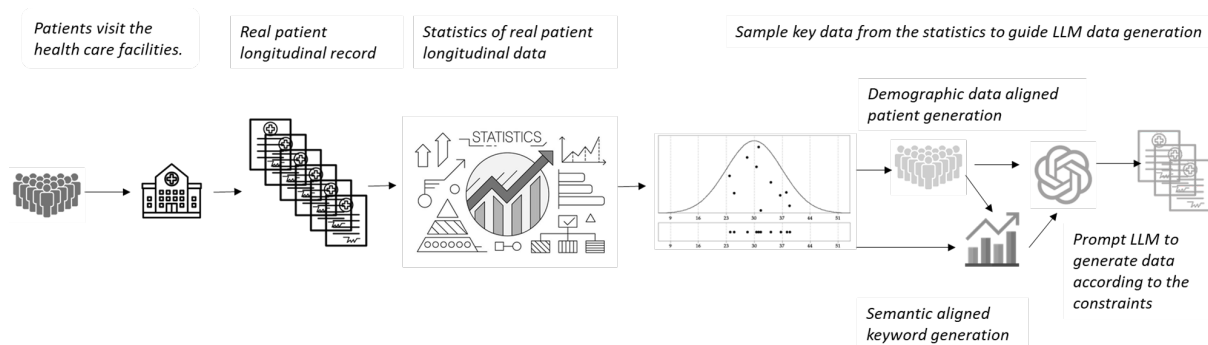 Patients visit the
health care facilities.
Real patient
longitudinal record
Statistics of real patient
longitudinal data
Sample key data from the statistics to guide LLM data generation
Demographic data aligned
patient generation
STATISTICS
9 16 23 30 37 44 51
9 16 23 30 37 44 51
Prompt LLM to
generate data
according to the
constraints
Semantic aligned
keyword generation